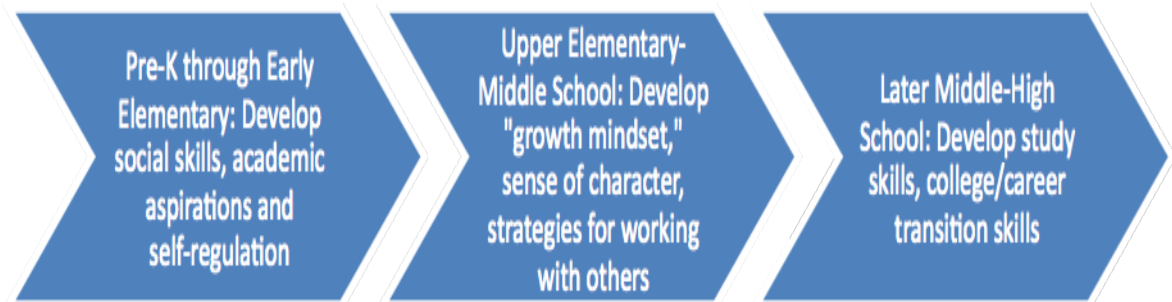 Pre-K through Early
Elementary: Develop
social skills, academic
aspirations and
self-regulation
Upper Elementary-
Middle School: Develop
"growth mindset,"
sense of character,
strategies for working
with others
Later Middle-High
School: Develop study
skills, college/career
transition skills